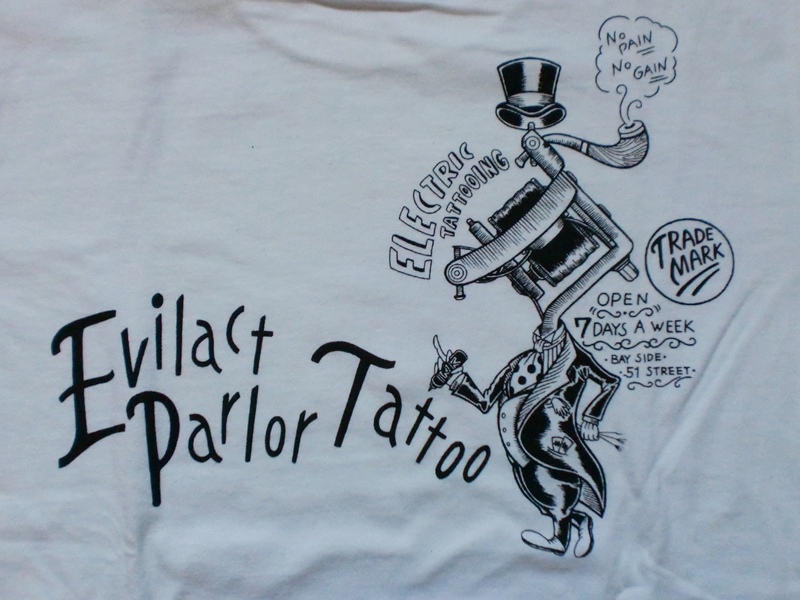 No
PAIN
No GAIN
ELECTRIC
TATTOOING
TRADE
MARK
OPEN
7 DAYS A WEEK
·BAY SIDE·
·51 STREET·
Evilact
Parlor Tattoo